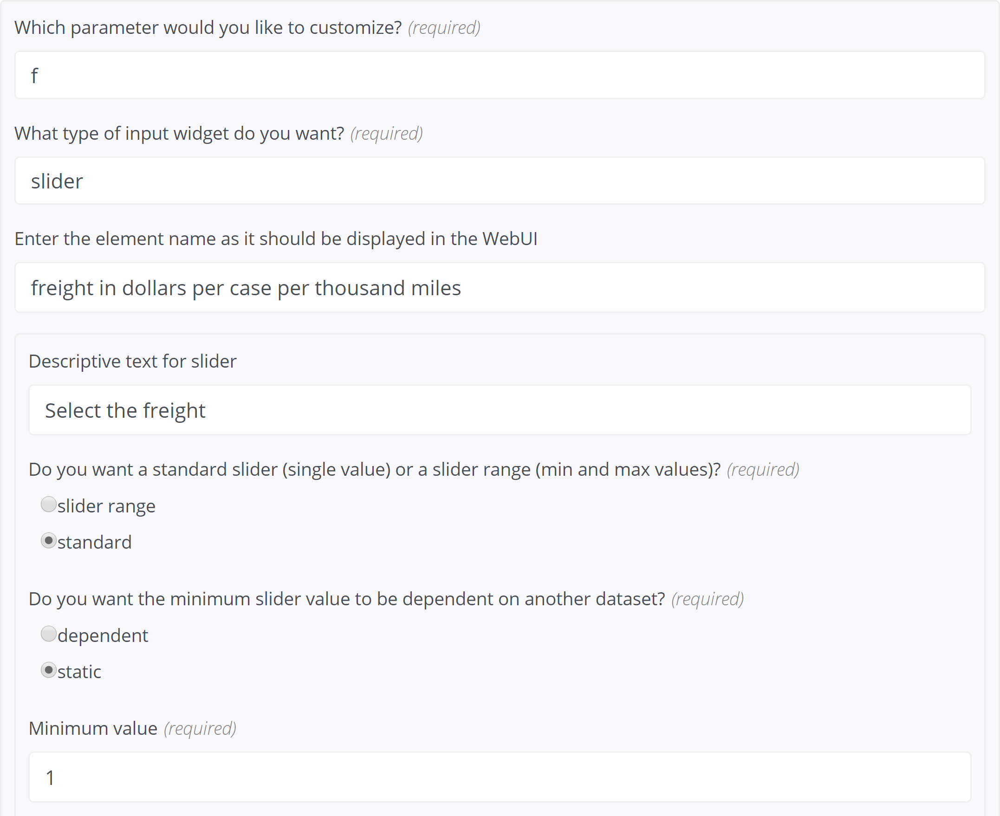 Which parameter would you like to customize? (required)
f
What type of input widget do you want? (required)
slider
Enter the element name as it should be displayed in the WebUI
freight in dollars per case per thousand miles
Descriptive text for slider
Select the freight
Do you want a standard slider (single value) or a slider range (min and max values)? (required)
slider range
standard
Do you want the minimum slider value to be dependent on another dataset? (required)
dependent
static
Minimum value (required)
1